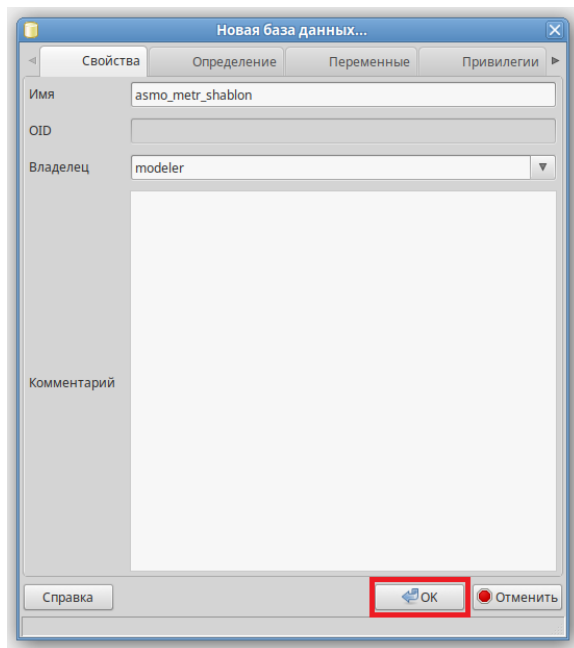 Новая база данных...
Свойства Определение Переменные Привилегии
Имя asmo_metr_shablon
OID
Владелец modeler
Комментарий
Справка OK Отменить